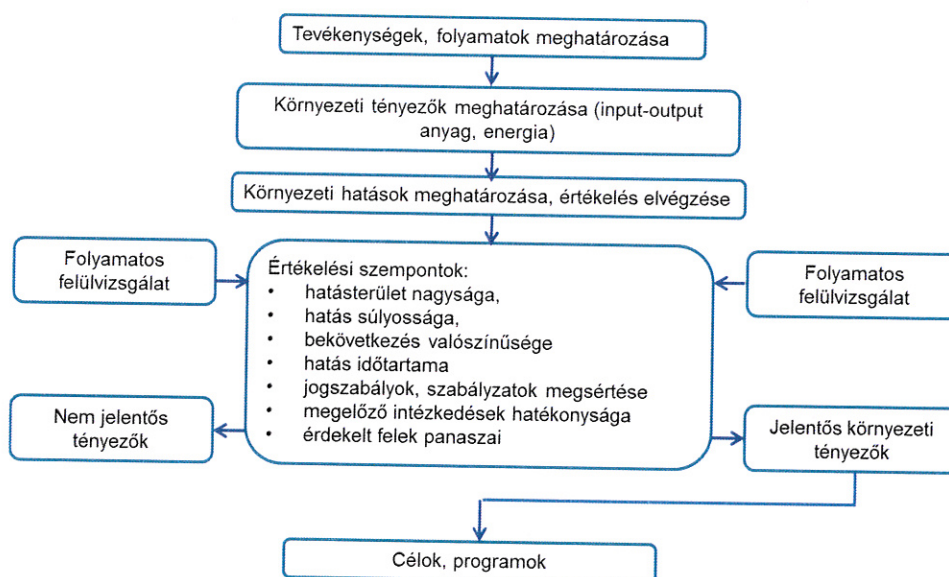 Tevékenységek, folyamatok meghatározása
Környezeti tényezők meghatározása (input-output
anyag, energia)
Környezeti hatások meghatározása, értékelés elvégzése
Folyamatos
felülvizsgálat
Értékelési szempontok:
• hatásterület nagysága,
• hatás súlyossága,
• bekövetkezés valószínűsége
• hatás időtartama
• jogszabályok, szabályzatok megsértése
• megelőző intézkedések hatékonysága
• érdekelt felek panaszai
Folyamatos
felülvizsgálat
Nem jelentős
tényezők
Jelentős környezeti
tényezők
Célok, programok